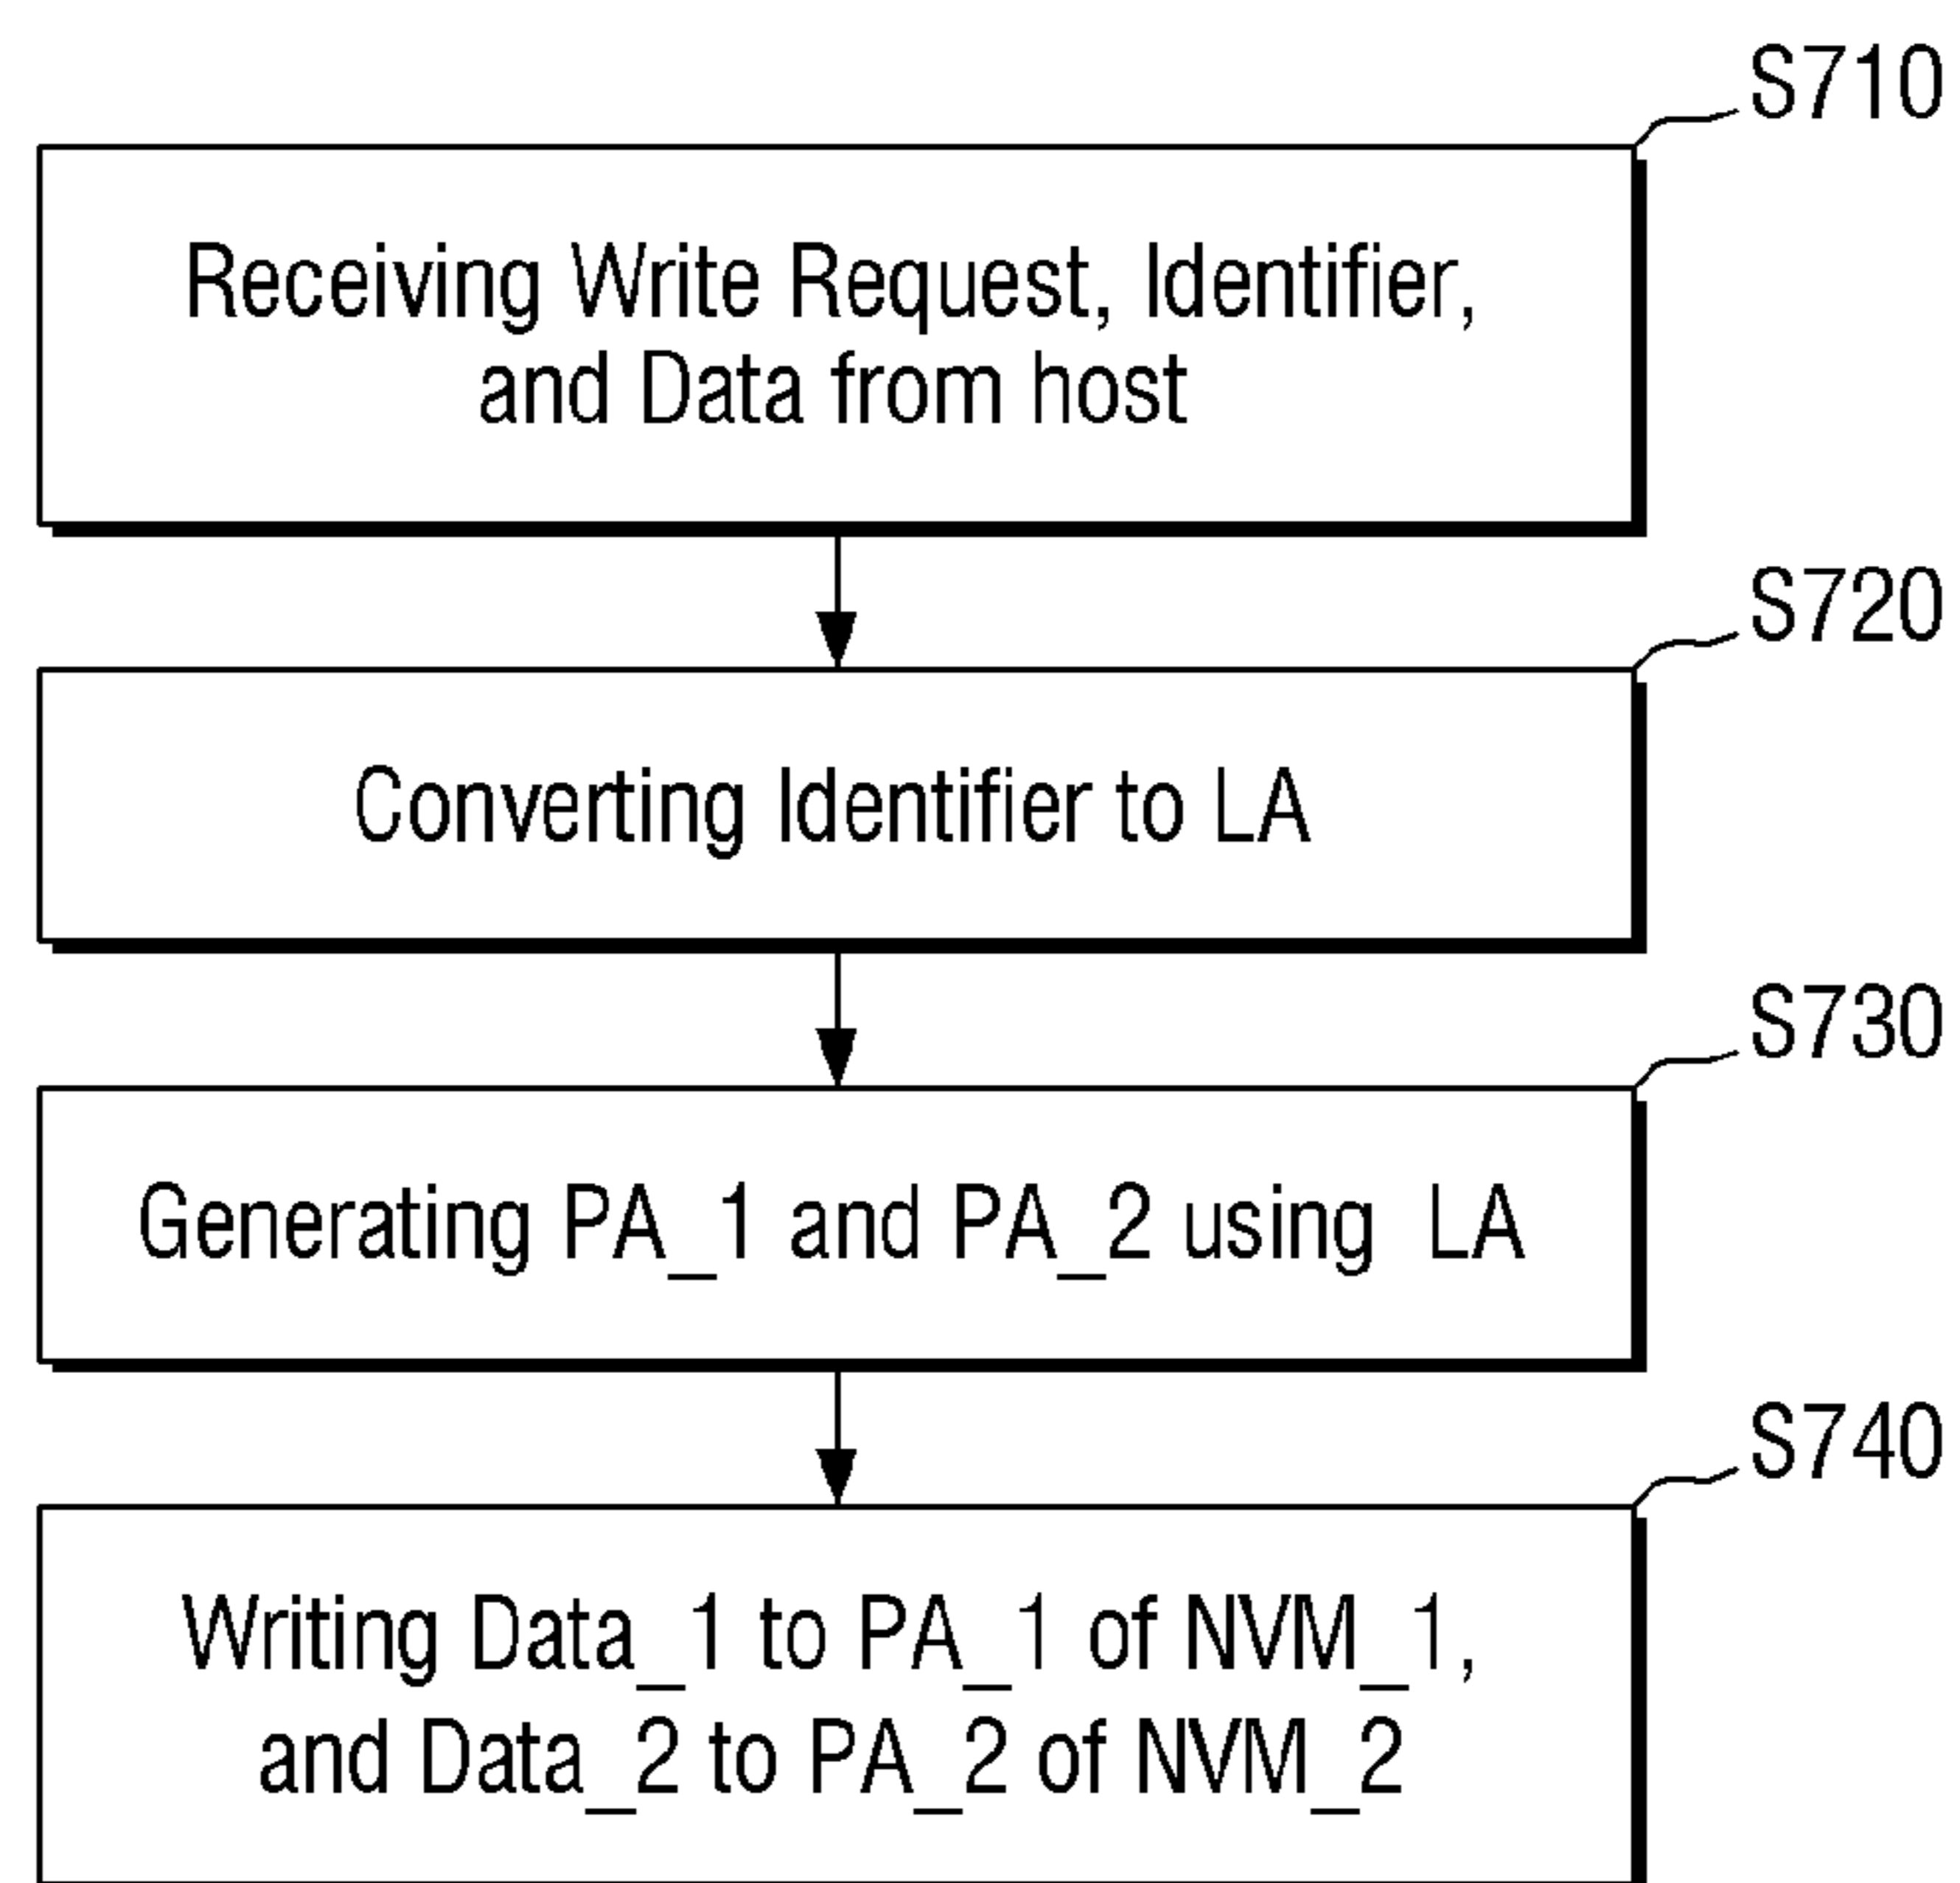 S710
Receiving Write Request, Identifier,
and Data from host
S720
Converting Identifier to LA
S730
Generating PA_1 and PA_2 using LA
S740
Writing Data_1 to PA_1 of NVM_1,
and Data_2 to PA_2 of NVM_2